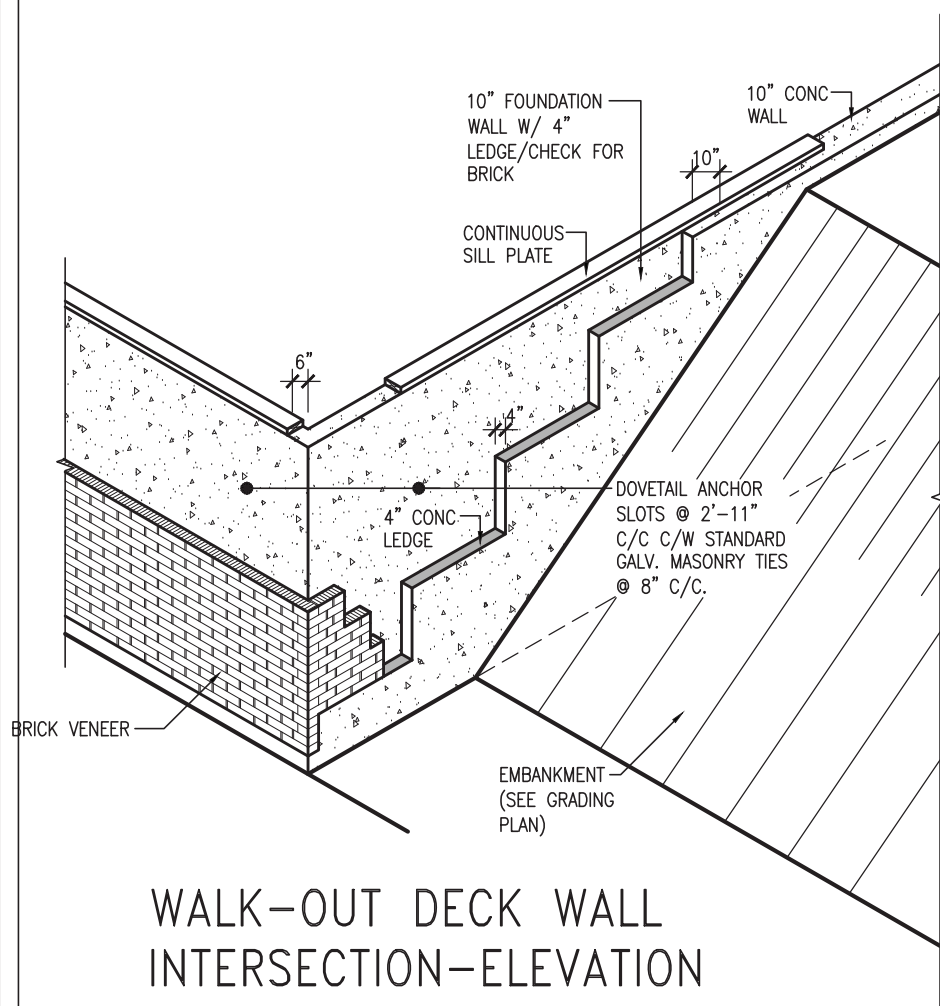 10" FOUNDATION
WALL W/ 4"
LEDGE/CHECK FOR
BRICK
10" CONC
WALL
10"
CONTINUOUS
SILL PLATE
6"
4"
DOVETAIL ANCHOR
SLOTS @ 2'-11"
C/C C/W STANDARD
GALV. MASONRY TIES
@ 8" C/C.
4" CONC
LEDGE
BRICK VENEER
EMBANKMENT
(SEE GRADING
PLAN)
WALK-OUT DECK WALL
INTERSECTION-ELEVATION